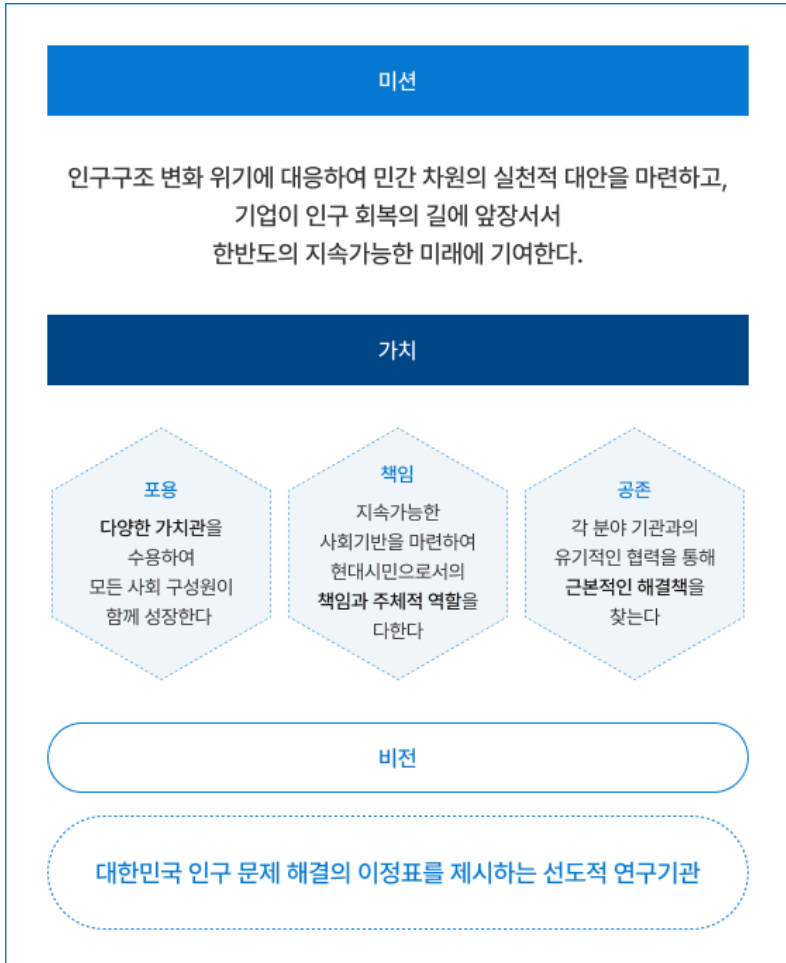 미션
인구구조 변화 위기에 대응하여 민간 차원의 실천적 대안을 마련하고,
기업이 인구 회복의 길에 앞장서서
한반도의 지속가능한 미래에 기여한다.
가치
포용
다양한 가치관을
수용하여
모든 사회 구성원이
함께 성장한다
책임
지속가능한
사회기반을 마련하여
현대시민으로서의
책임과 주체적 역할을
다한다
공존
각 분야 기관과의
유기적인 협력을 통해
근본적인 해결책을
찾는다
비전
대한민국 인구 문제 해결의 이정표를 제시하는 선도적 연구기관